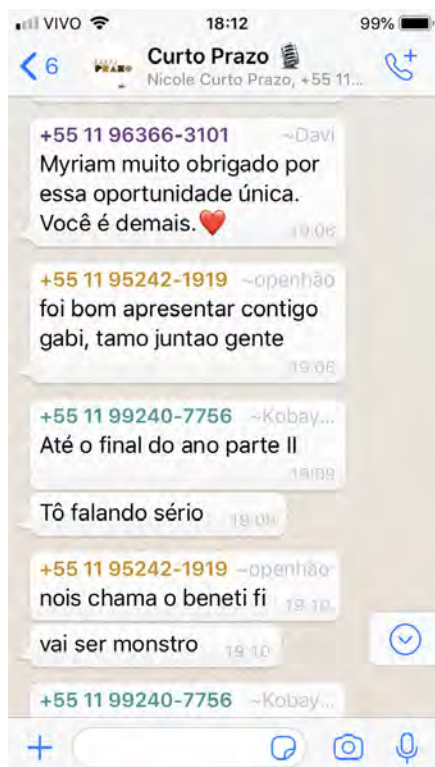 VIVO 18:12 99%
6 PRAZO Curto Prazo
Nicole Curto Prazo, +55 11...
+55 11 96366-3101 ~Davi
Myriam muito obrigado por
essa oportunidade única.
Você é demais.❤️ 19:06
+55 11 95242-1919 ~openhão
foi bom apresentar contigo
gabi, tamo juntao gente
19:06
+55 11 99240-7756 ~Kobay...
Até o final do ano parte II
19:09
Tô falando sério 19:09
+55 11 95242-1919 ~openhão
nois chama o beneti fi 19:10
vai ser monstro 19:10
+55 11 99240-7756 ~Kobay...